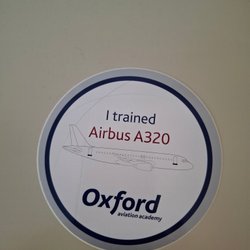 I trained
Airbus A320
Oxford
aviation academy